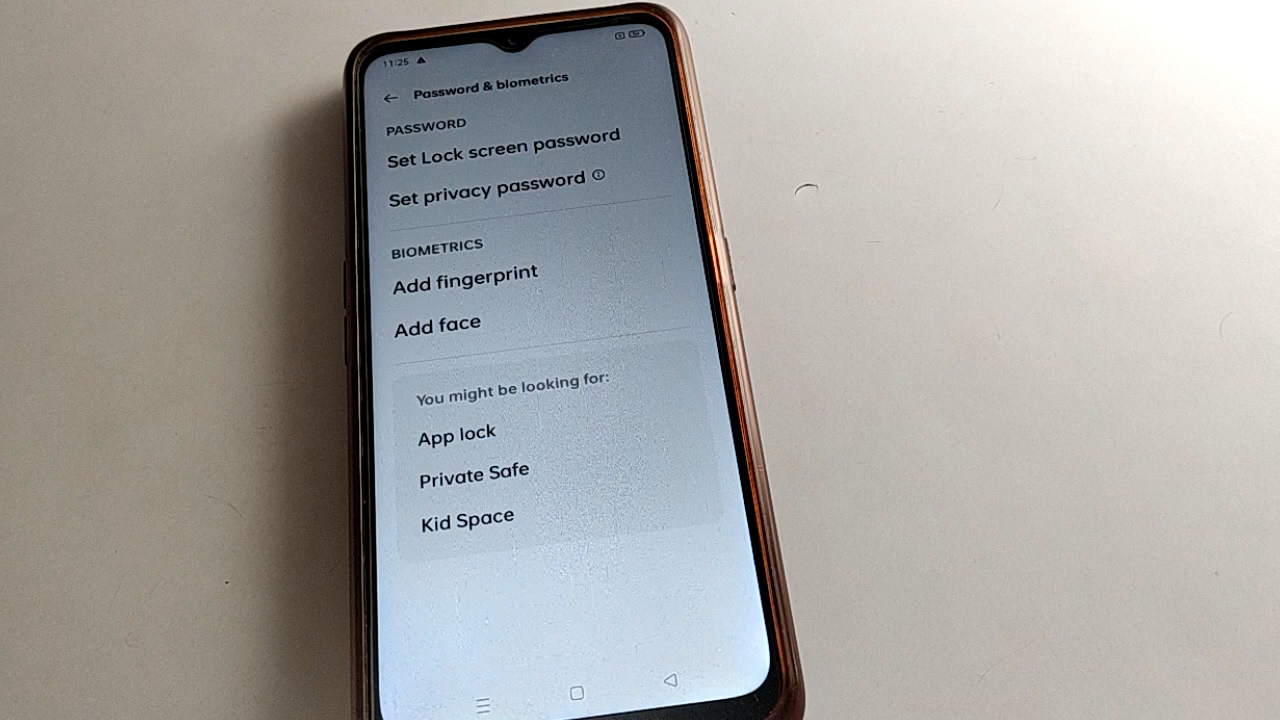 11:25
Password & biometrics
PASSWORD
Set Lock screen password
Set privacy password
BIOMETRICS
Add fingerprint
Add face
You might be looking for:
App lock
Private Safe
Kid Space